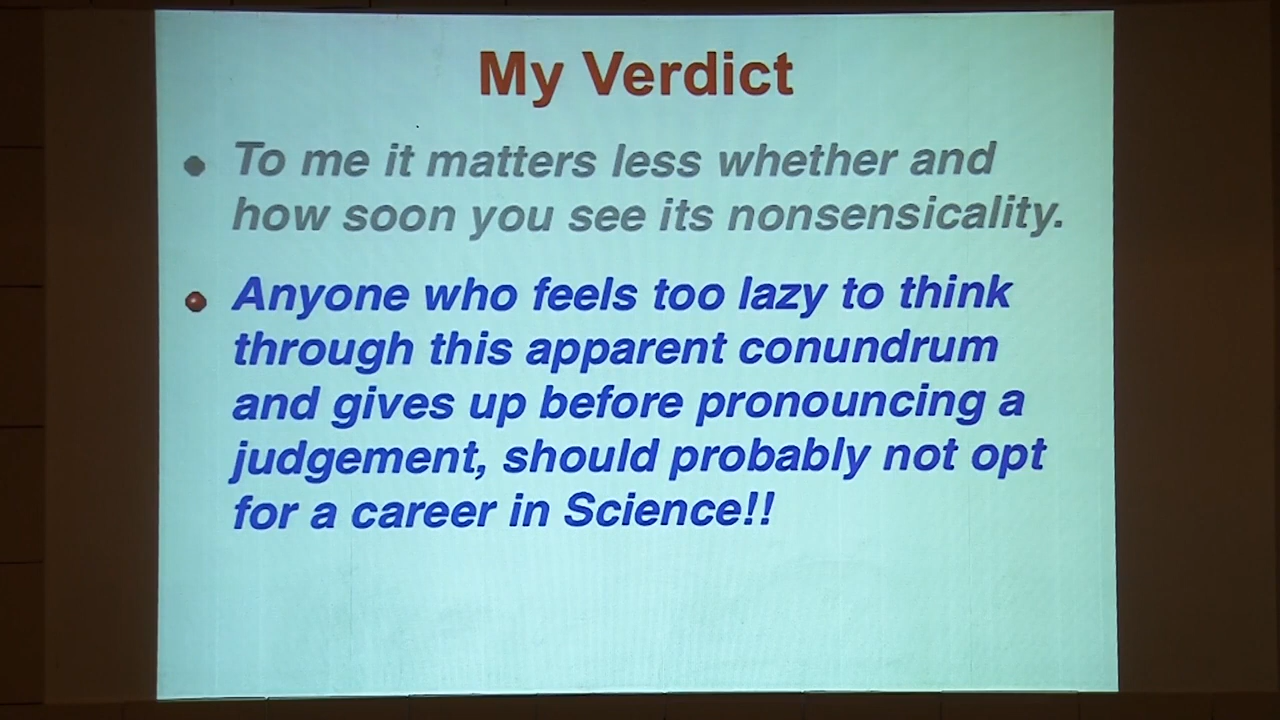 My Verdict
To me it matters less whether and
how soon you see its nonsensicality.
Anyone who feels too lazy to think
through this apparent conundrum
and gives up before pronouncing a
judgement, should probably not opt
for a career in Science!!